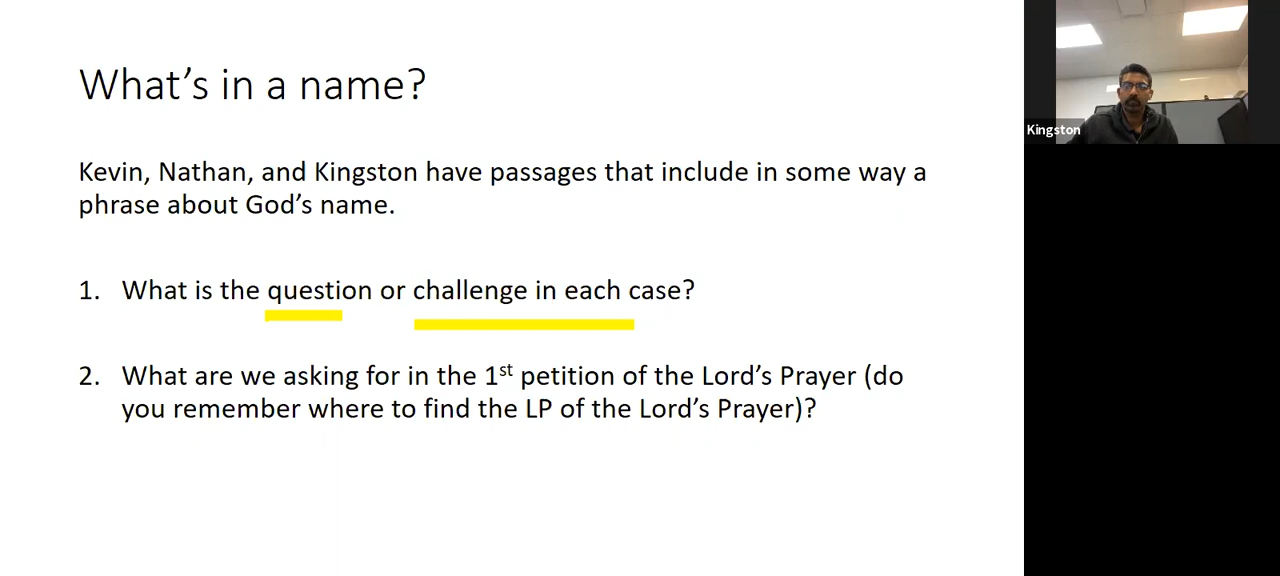 What's in a name?
Kevin, Nathan, and Kingston have passages that include in some way a
phrase about God's name.
1. What is the question or challenge in each case?
2. What are we asking for in the 1st petition of the Lord's Prayer (do
you remember where to find the LP of the Lord's Prayer)?
Kingston